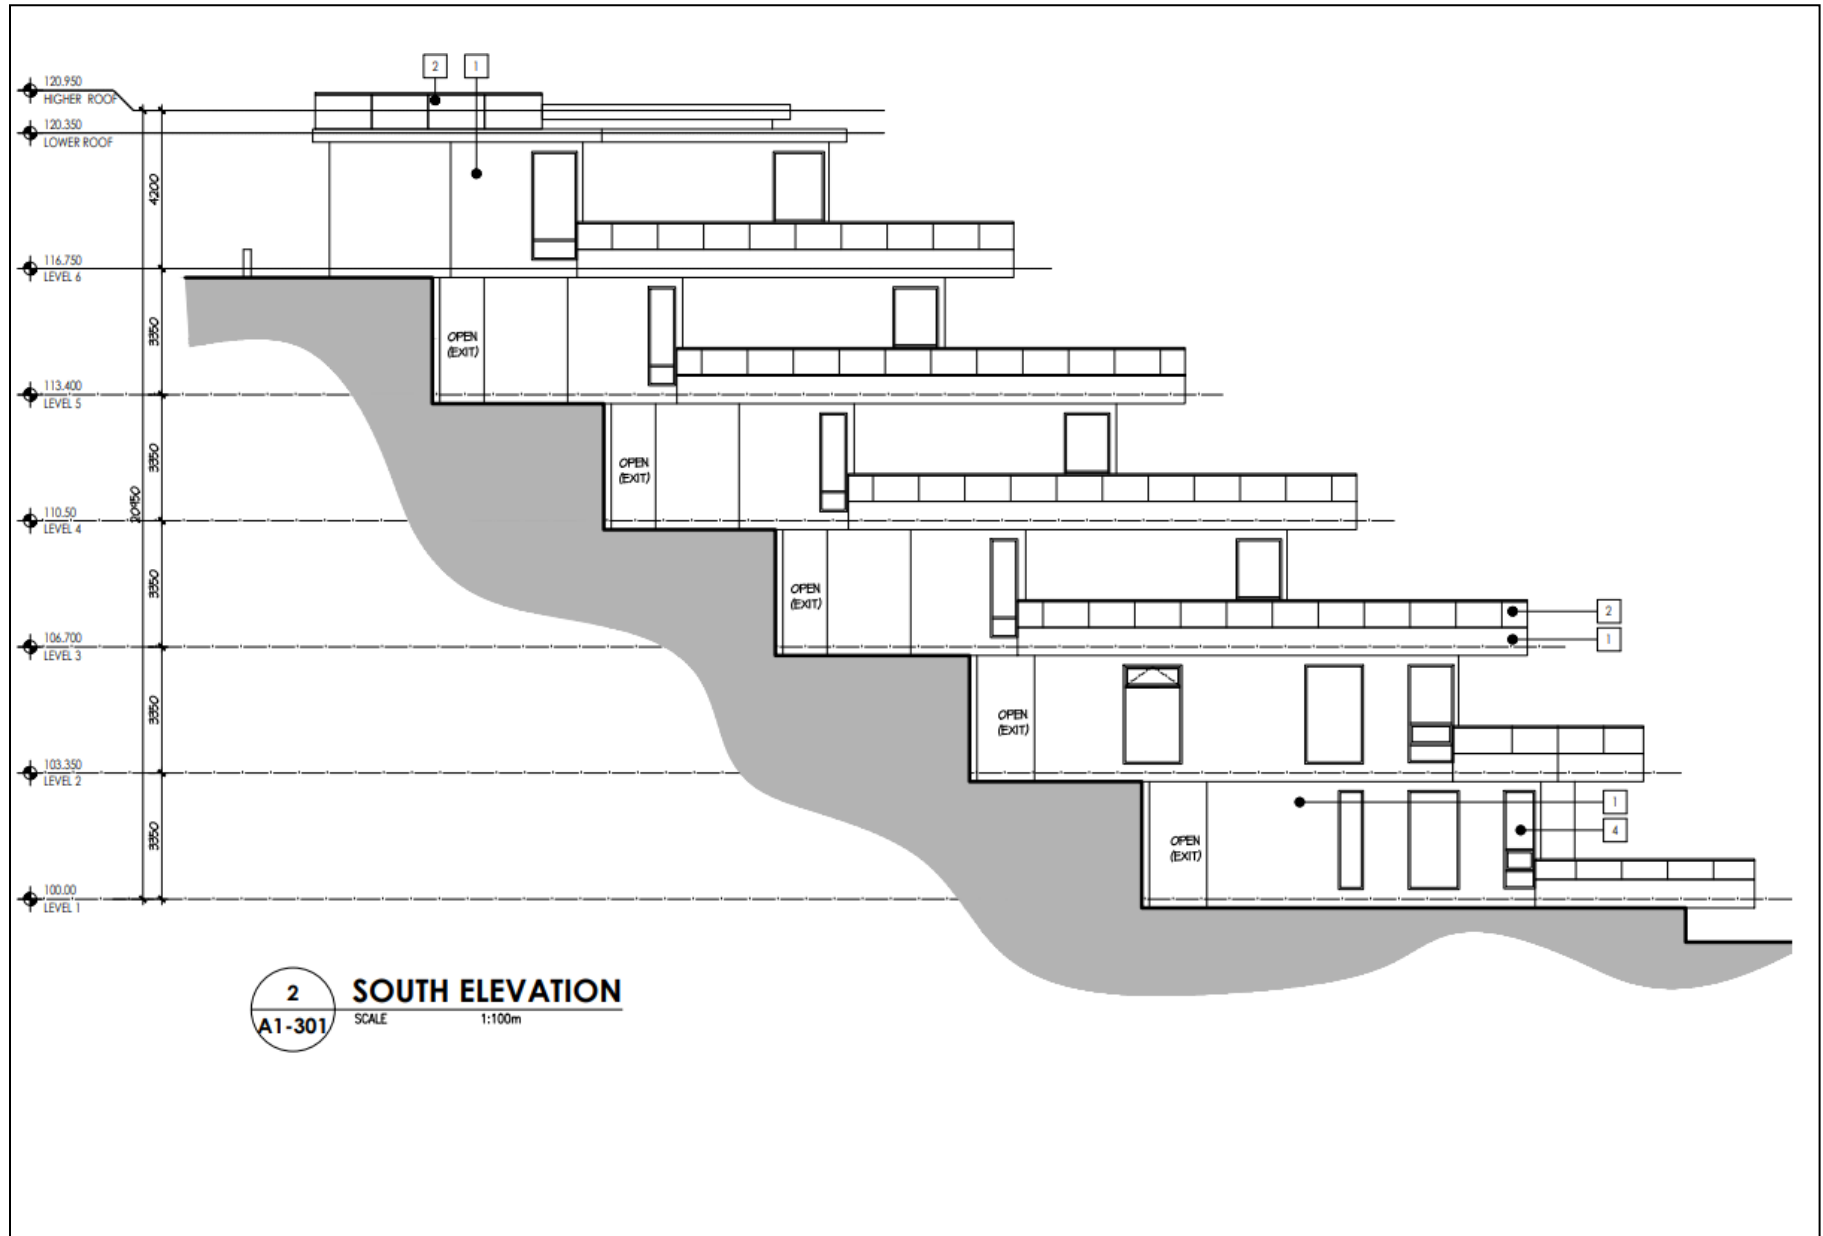 2 1
120.950
HIGHER ROOF
120.350
LOWER ROOF
4200
116.750
LEVEL 6
3350
OPEN
(EXIT)
113.400
LEVEL 5
3350
OPEN
(EXIT)
20950
110.50
LEVEL 4
3350
OPEN
(EXIT)
2
1
106.700
LEVEL 3
3350
OPEN
(EXIT)
103.350
LEVEL 2
1
4
3350
OPEN
(EXIT)
100.00
LEVEL 1
2
A1-301
SOUTH ELEVATION
SCALE 1:100m